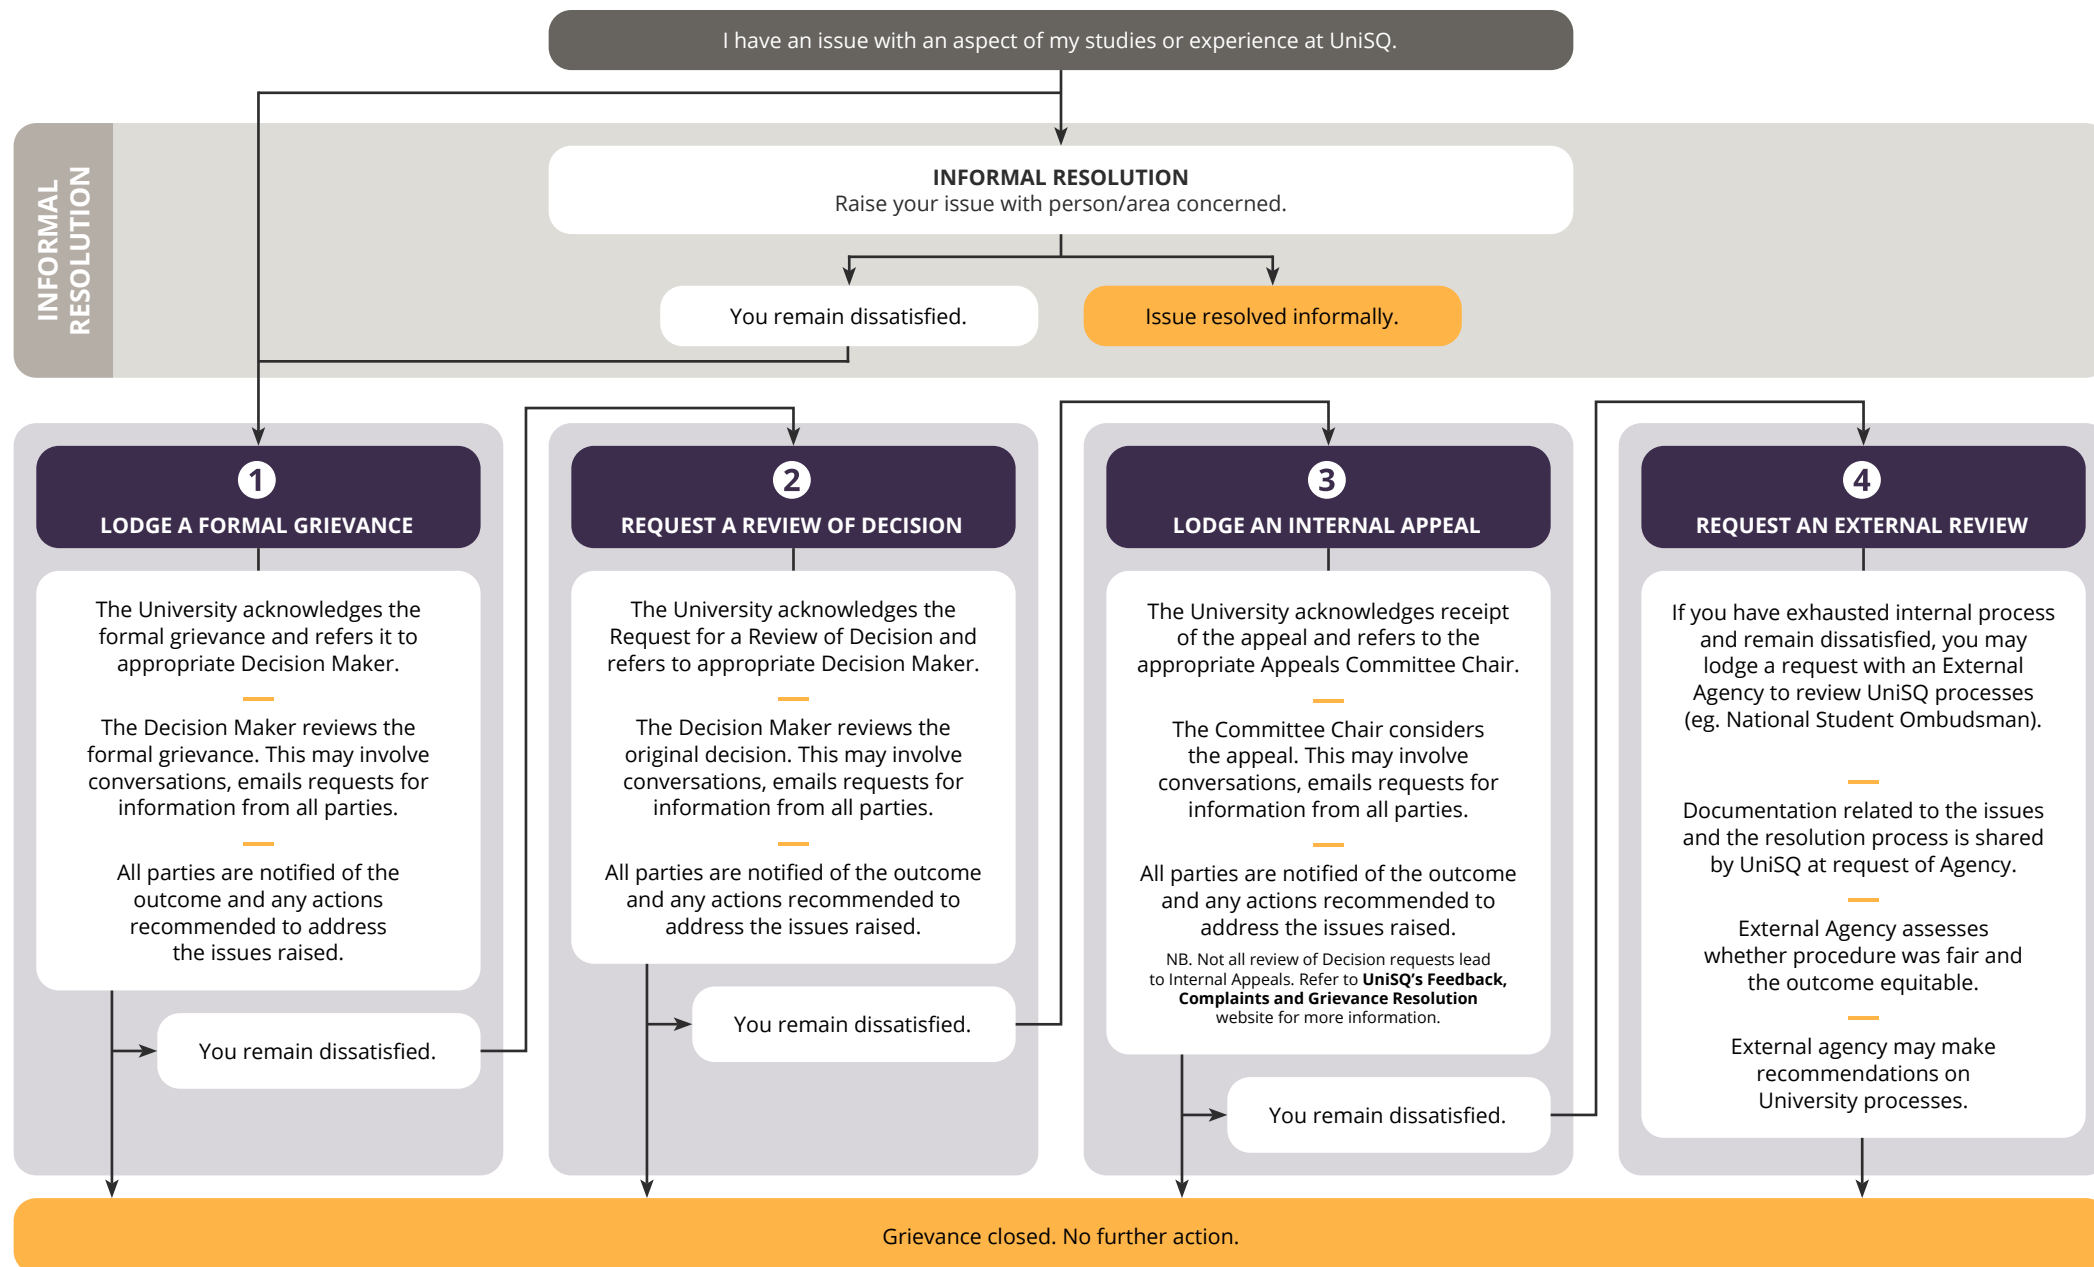 I have an issue with an aspect of my studies or experience at UniSQ.
INFORMAL
RESOLUTION
INFORMAL RESOLUTION
Raise your issue with person/area concerned.
You remain dissatisfied.
Issue resolved informally.
1
LODGE A FORMAL GRIEVANCE
The University acknowledges the
formal grievance and refers it to
appropriate Decision Maker.
The Decision Maker reviews the
formal grievance. This may involve
conversations, emails requests for
information from all parties.
All parties are notified of the
outcome and any actions
recommended to address
the issues raised.
You remain dissatisfied.
2
REQUEST A REVIEW OF DECISION
The University acknowledges the
Request for a Review of Decision and
refers to appropriate Decision Maker.
The Decision Maker reviews the
original decision. This may involve
conversations, emails requests for
information from all parties.
All parties are notified of the outcome
and any actions recommended to
address the issues raised.
You remain dissatisfied.
3
LODGE AN INTERNAL APPEAL
The University acknowledges receipt
of the appeal and refers to the
appropriate Appeals Committee Chair.
The Committee Chair considers
the appeal. This may involve
conversations, emails requests for
information from all parties.
All parties are notified of the outcome
and any actions recommended to
address the issues raised.
NB. Not all review of Decision requests lead
to Internal Appeals. Refer to UniSQ’s Feedback,
Complaints and Grievance Resolution
website for more information.
You remain dissatisfied.
4
REQUEST AN EXTERNAL REVIEW
If you have exhausted internal process
and remain dissatisfied, you may
lodge a request with an External
Agency to review UniSQ processes
(eg. National Student Ombudsman).
Documentation related to the issues
and the resolution process is shared
by UniSQ at request of Agency.
External Agency assesses
whether procedure was fair and
the outcome equitable.
External agency may make
recommendations on
University processes.
Grievance closed. No further action.